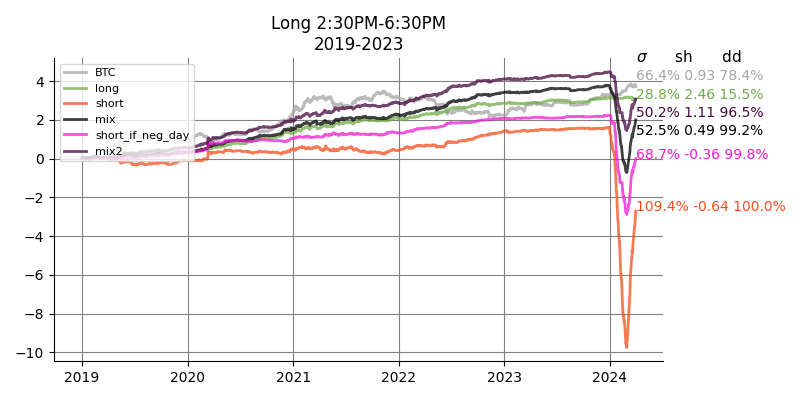 Long 2:30PM-6:30PM
2019-2023
σ sh dd
66.4% 0.93 78.4%
28.8% 2.46 15.5%
50.2% 1.11 96.5%
52.5% 0.49 99.2%
68.7% -0.36 99.8%
109.4% -0.64 100.0%
BTC
long
short
mix
short_if_neg_day
mix2
4
2
0
−2
−4
−6
−8
−10
2019 2020 2021 2022 2023 2024